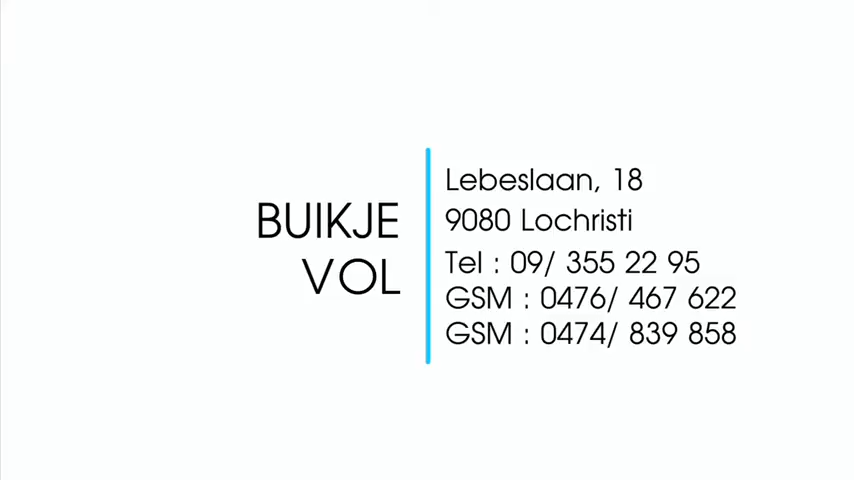 BUIKJE
VOL
Lebeslaan, 18
9080 Lochristi
Tel : 09/ 355 22 95
GSM : 0476/ 467 622
GSM : 0474/ 839 858